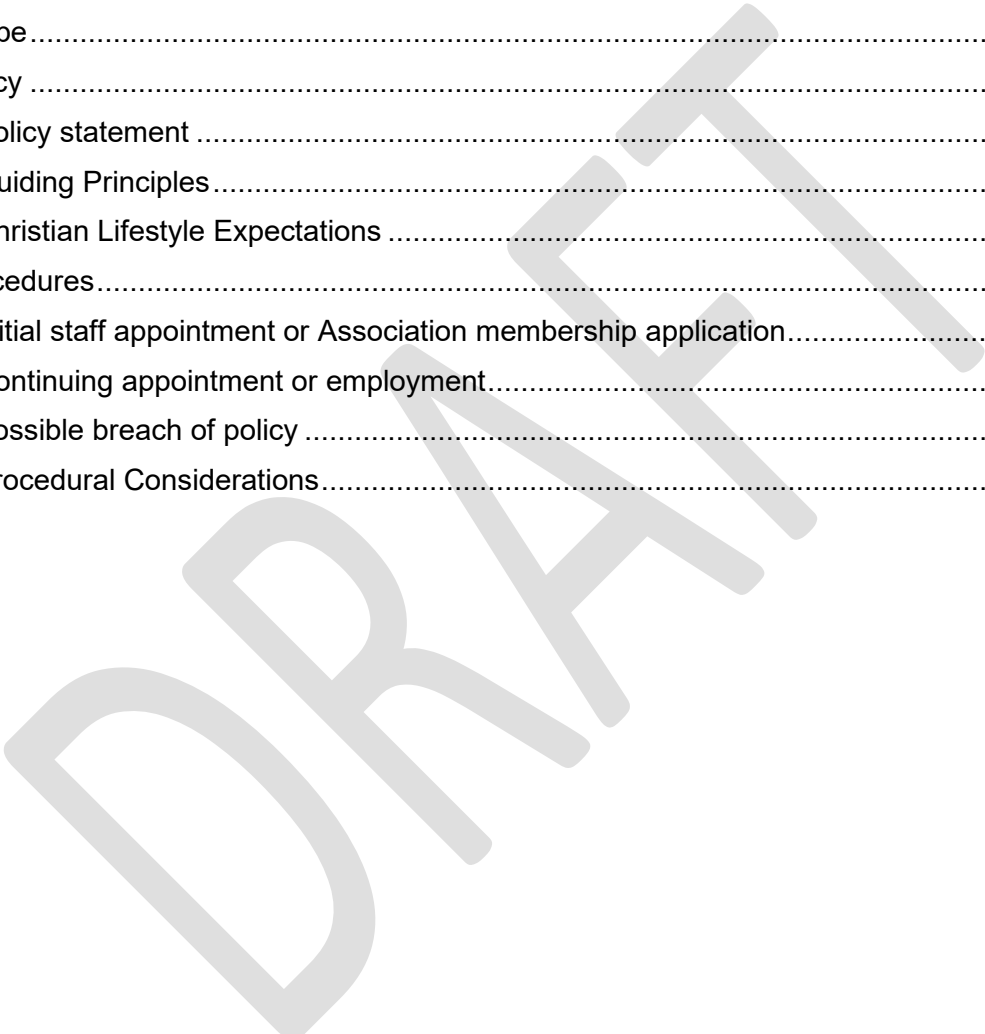 pe................................................................................................
cy ................................................................................................
olicy statement ................................................................................................
uiding Principles................................................................................................
hristian Lifestyle Expectations ................................................................................................
cedures................................................................................................
itial staff appointment or Association membership application........................
ontinuing appointment or employment............................................................
ossible breach of policy ................................................................................
rocedural Considerations................................................................................
DRAFT